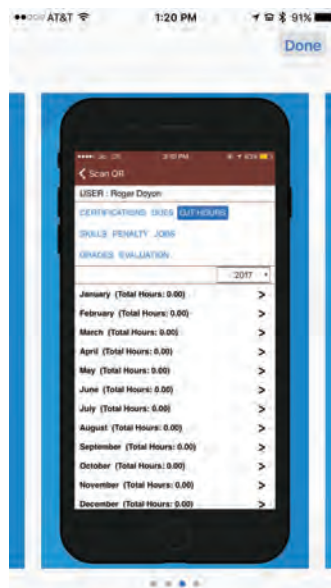 AT&T 1:20 PM 91%
Done
Scan QR
USER : Roger Doyon
CERTIFICATIONS DUES CUT HOURS
SKILLS PENALTY JOBS
GRADES EVALUATION
2017
January (Total Hours: 0.00) >
February (Total Hours: 0.00) >
March (Total Hours: 0.00) >
April (Total Hours: 0.00) >
May (Total Hours: 0.00) >
June (Total Hours: 0.00) >
July (Total Hours: 0.00) >
August (Total Hours: 0.00) >
September (Total Hours: 0.00) >
October (Total Hours: 0.00) >
November (Total Hours: 0.00) >
December (Total Hours: 0.00) >